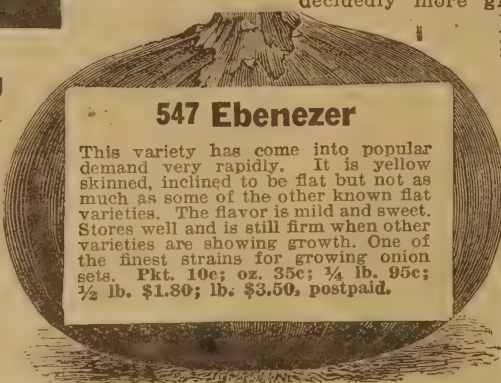 decidedly more
547 Ebenezer
This variety has come into popular
demand very rapidly. It is yellow
skinned, inclined to be flat but not as
much as some of the other known flat
varieties. The flavor is mild and sweet.
Stores well and is still firm when other
varieties are showing growth. One of
the finest strains for growing onion
sets. Pkt. 10c; oz. 35c; ¼ lb. 95c;
½ lb. $1.80; lb. $3.50, postpaid.